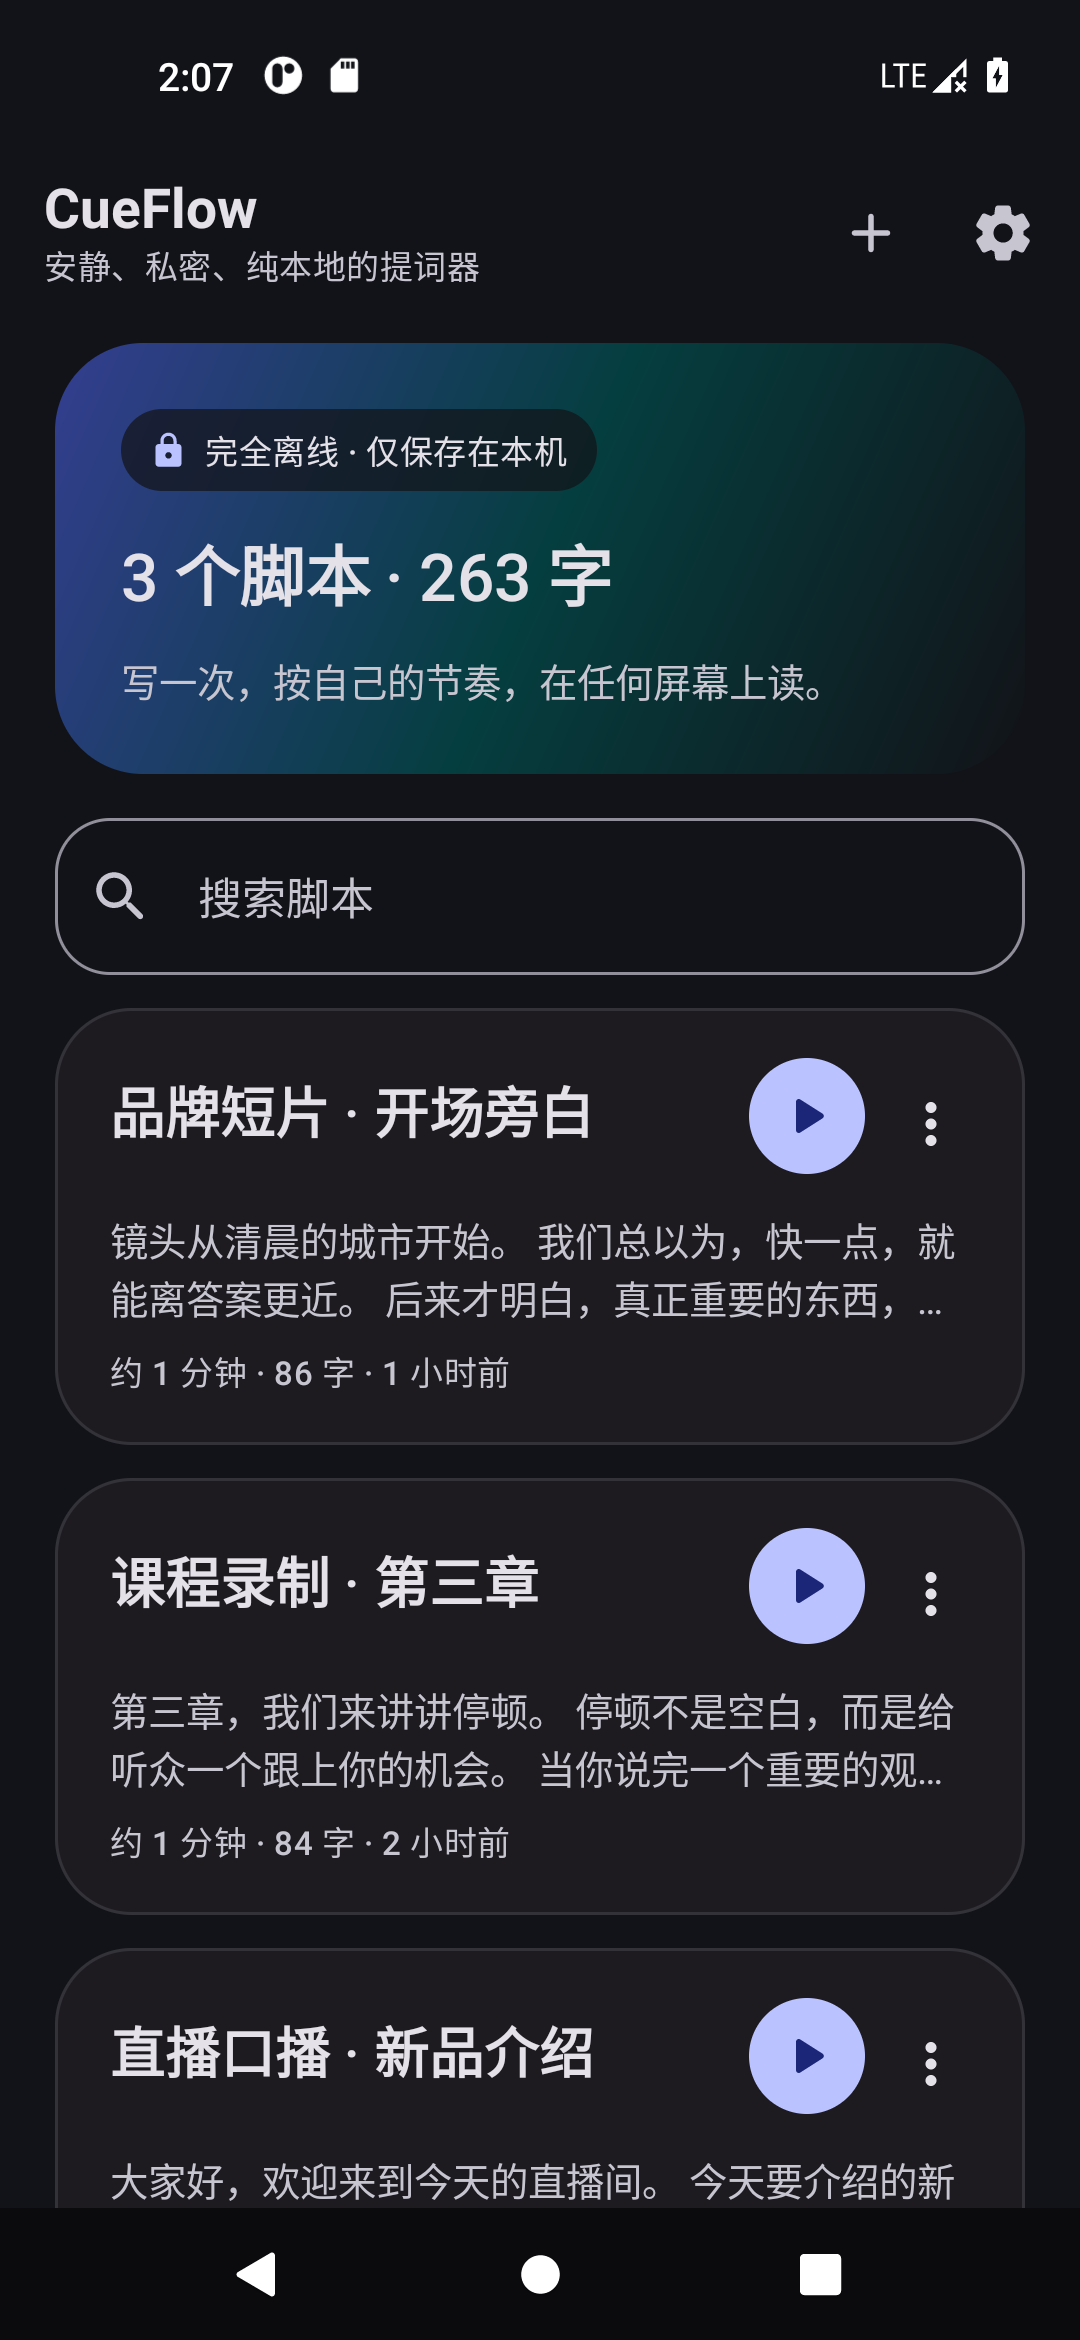 2:07
LTE
CueFlow
安静、私密、纯本地的提词器
完全离线 · 仅保存在本机
3 个脚本 · 263 字
写一次，按自己的节奏，在任何屏幕上读。
搜索脚本
品牌短片 · 开场旁白
镜头从清晨的城市开始。 我们总以为，快一点，就
能离答案更近。 后来才明白，真正重要的东西，...
约 1 分钟 · 86 字 · 1 小时前
课程录制 · 第三章
第三章，我们来讲讲停顿。 停顿不是空白，而是给
听众一个跟上你的机会。 当你说完一个重要的观...
约 1 分钟 · 84 字 · 2 小时前
直播口播 · 新品介绍
大家好，欢迎来到今天的直播间。 今天要介绍的新